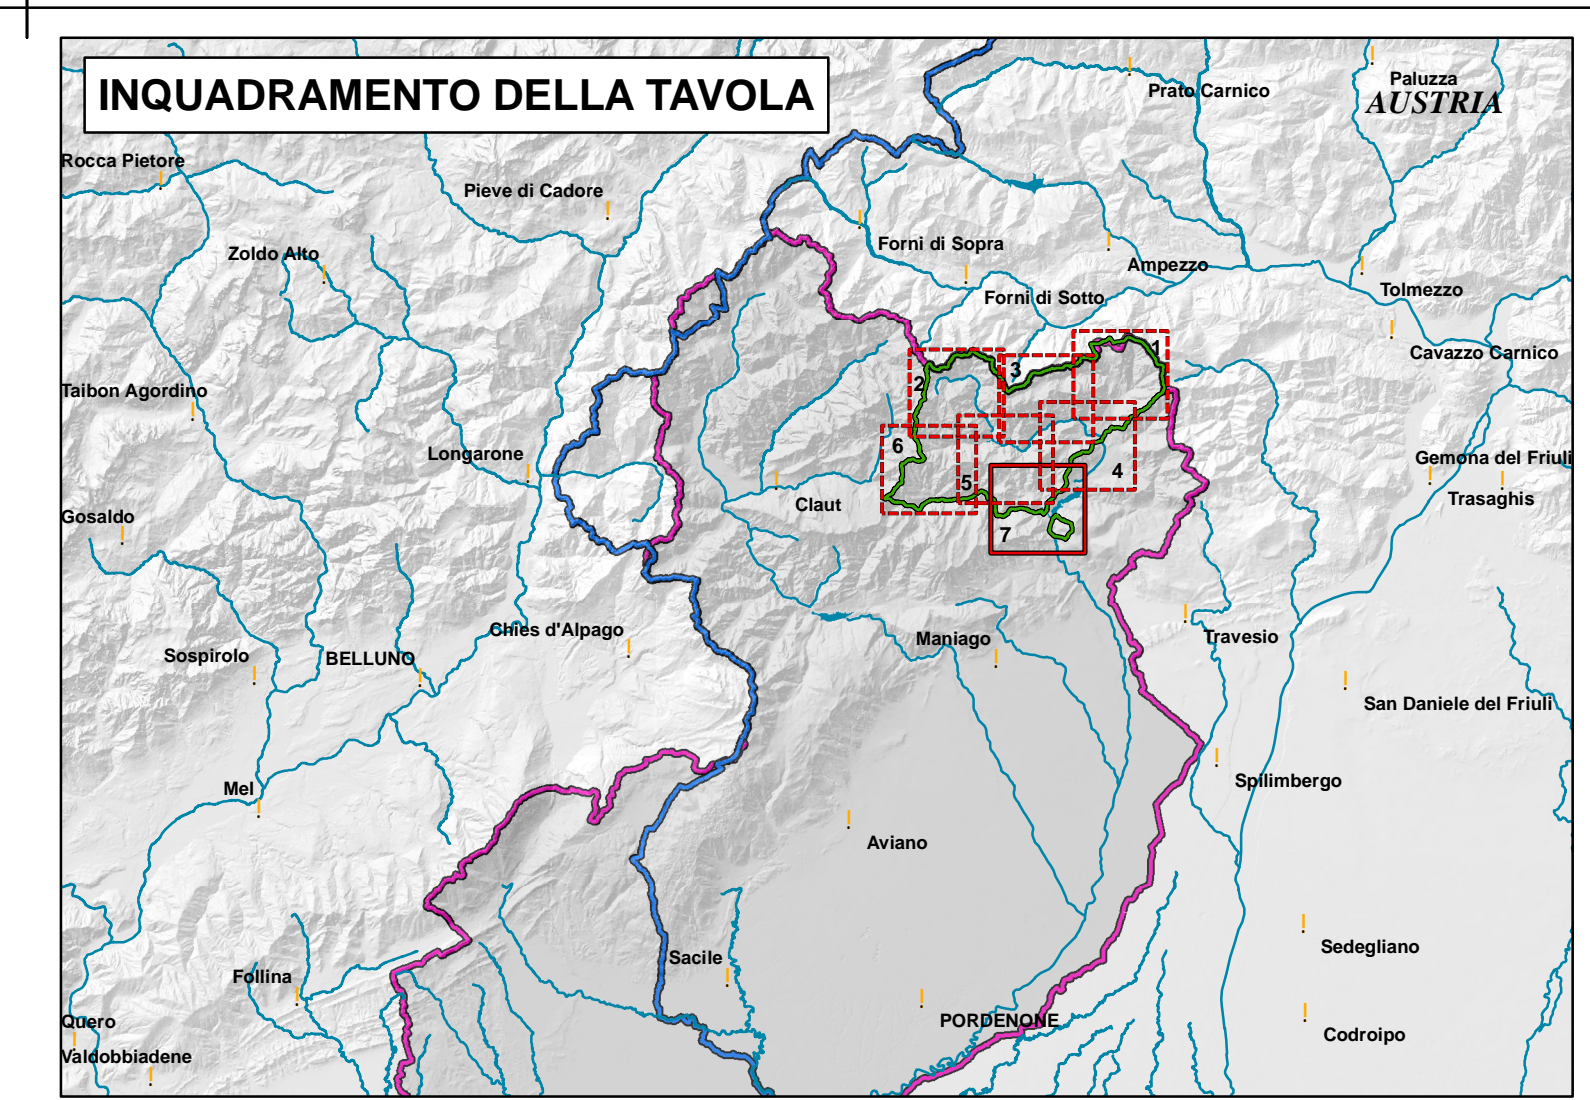 INQUADRAMENTO DELLA TAVOLA
Prato Carnico
Paluzza
AUSTRIA
Rocca Pietore
Pieve di Cadore
Zoldo Alto
Forni di Sopra
Ampezzo
Forni di Sotto
Tolmezzo
Cavazzo Carnico
1
2
3
Taibon Agordino
Longarone
6
5
4
Claut
7
Gemona del Friuli
Trasaghis
Gosaldo
Chies d'Alpago
Sospirolo
BELLUNO
Maniago
Travesio
San Daniele del Friuli
Mel
Spilimbergo
Aviano
Sacile
Sedegliano
Follina
Quero
PORDENONE
Codroipo
Valdobbiadene